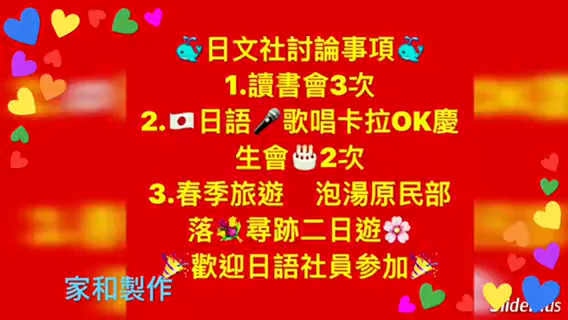 🐳日文社討論事項🐳
1.讀書會3次
2.🇯🇵日語🎤歌唱卡拉OK慶
生會🎂2次
3.春季旅遊 泡湯原民部
落💐尋跡二日遊🌸
🎉歡迎日語社員參加🎉
家和製作